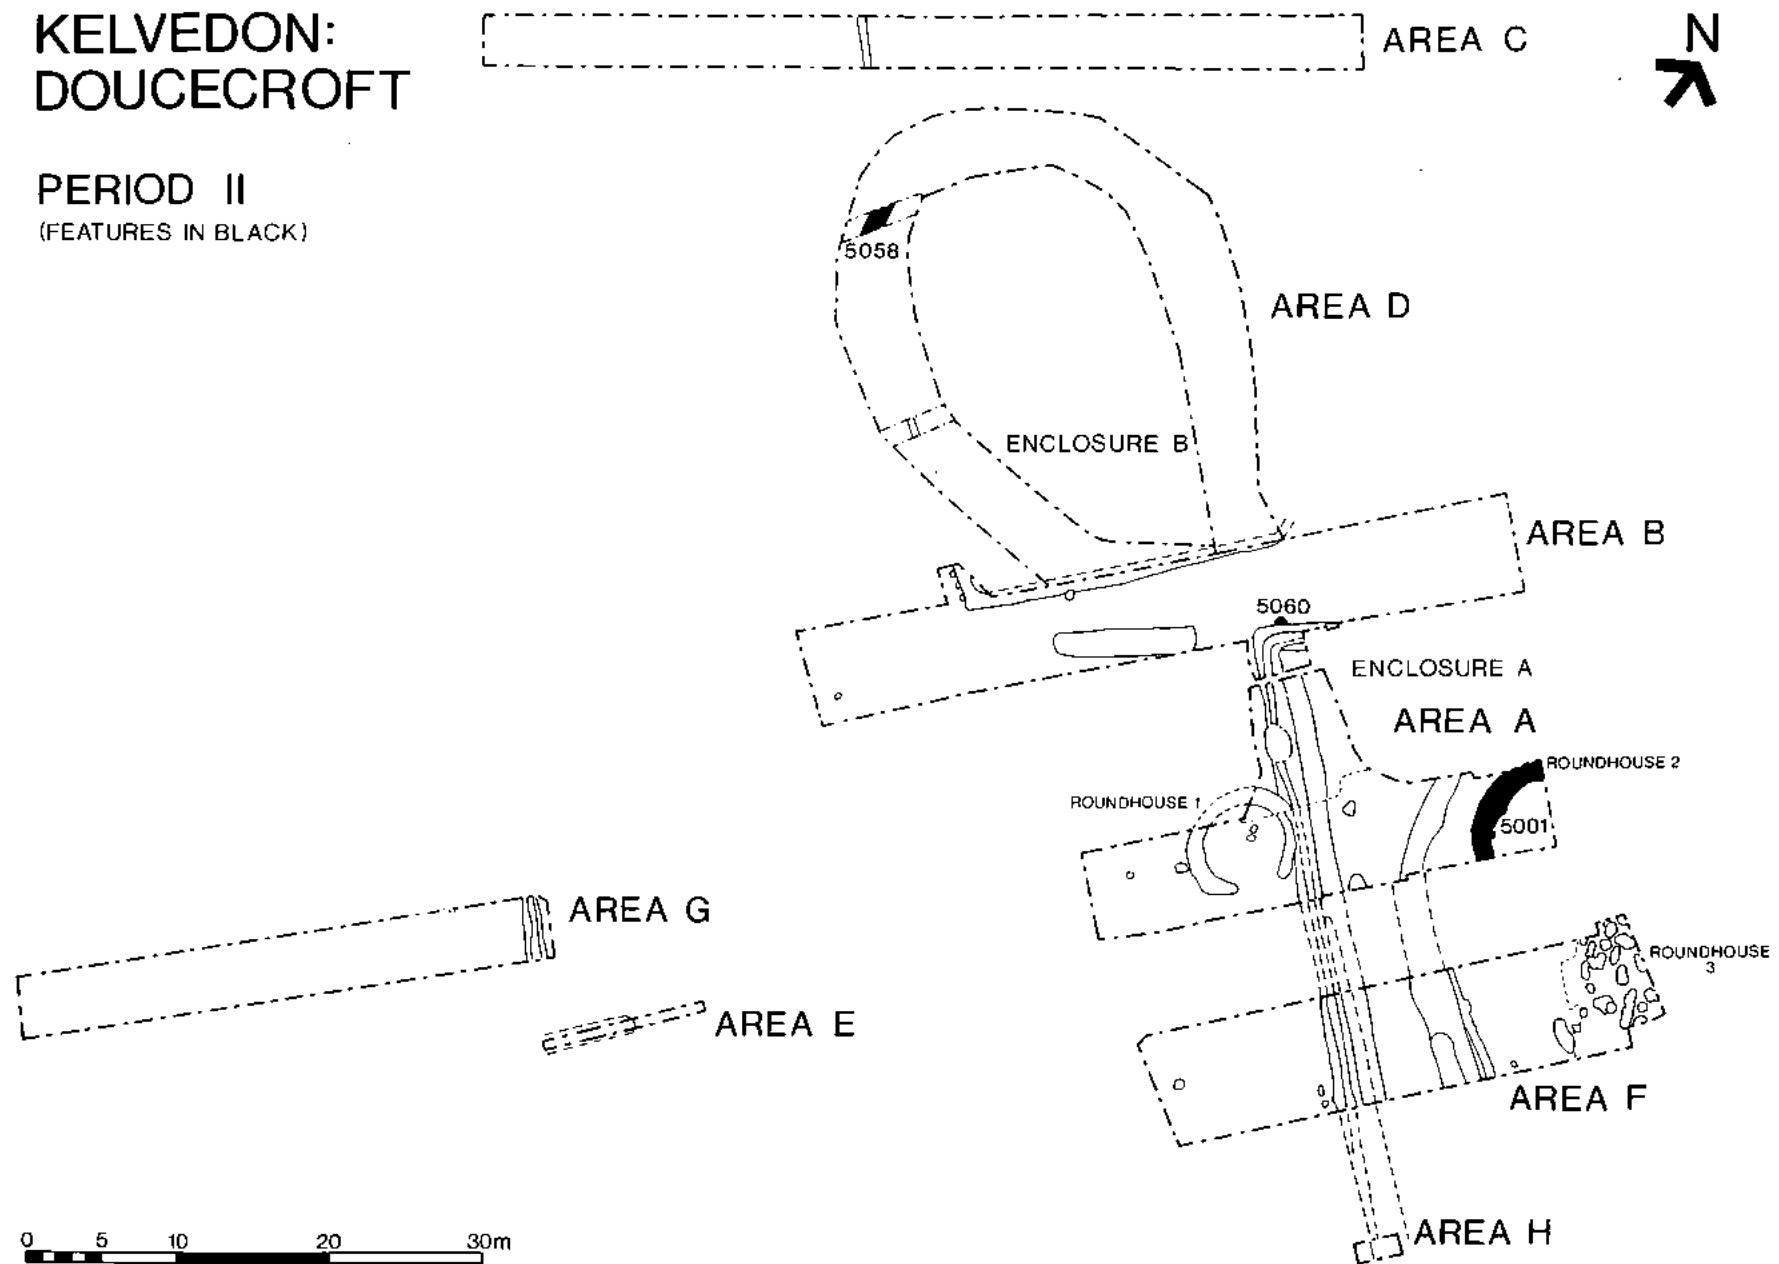 KELVEDON:
DOUCECROFT
PERIOD II
(FEATURES IN BLACK)
AREA C
N
5058
AREA D
ENCLOSURE B
AREA B
5060
ENCLOSURE A
AREA A
ROUNDHOUSE 2
ROUNDHOUSE 1
5001
AREA G
ROUNDHOUSE
3
AREA E
AREA F
AREA H
0 5 10 20 30m